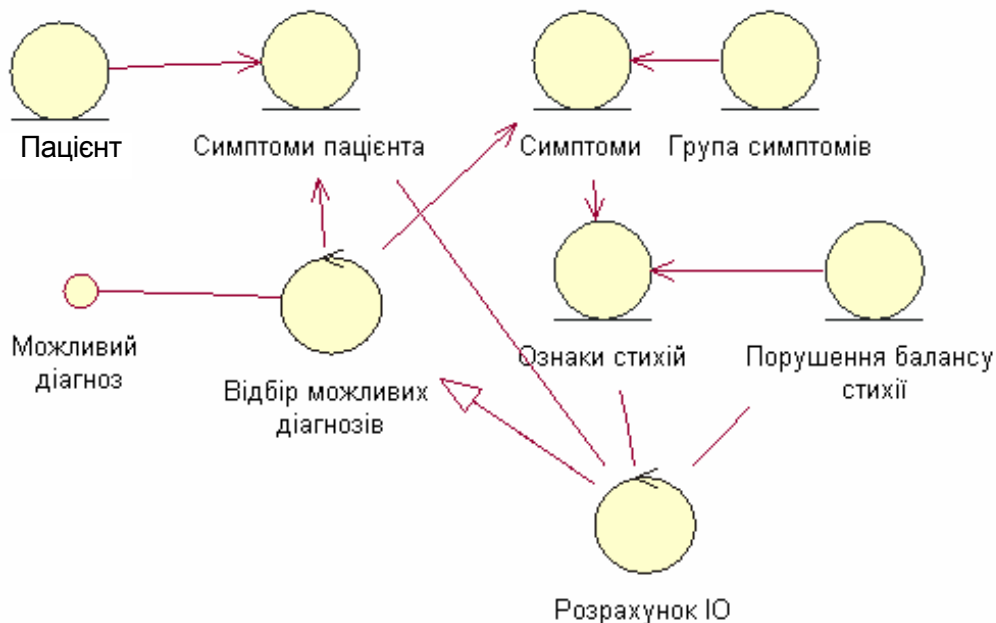 Пацієнт
Симптоми пацієнта
Симптоми
Група симптомів
Можливий
діагноз
Відбір можливих
діагнозів
Ознаки стихій
Порушення балансу
стихії
Розрахунок ІО